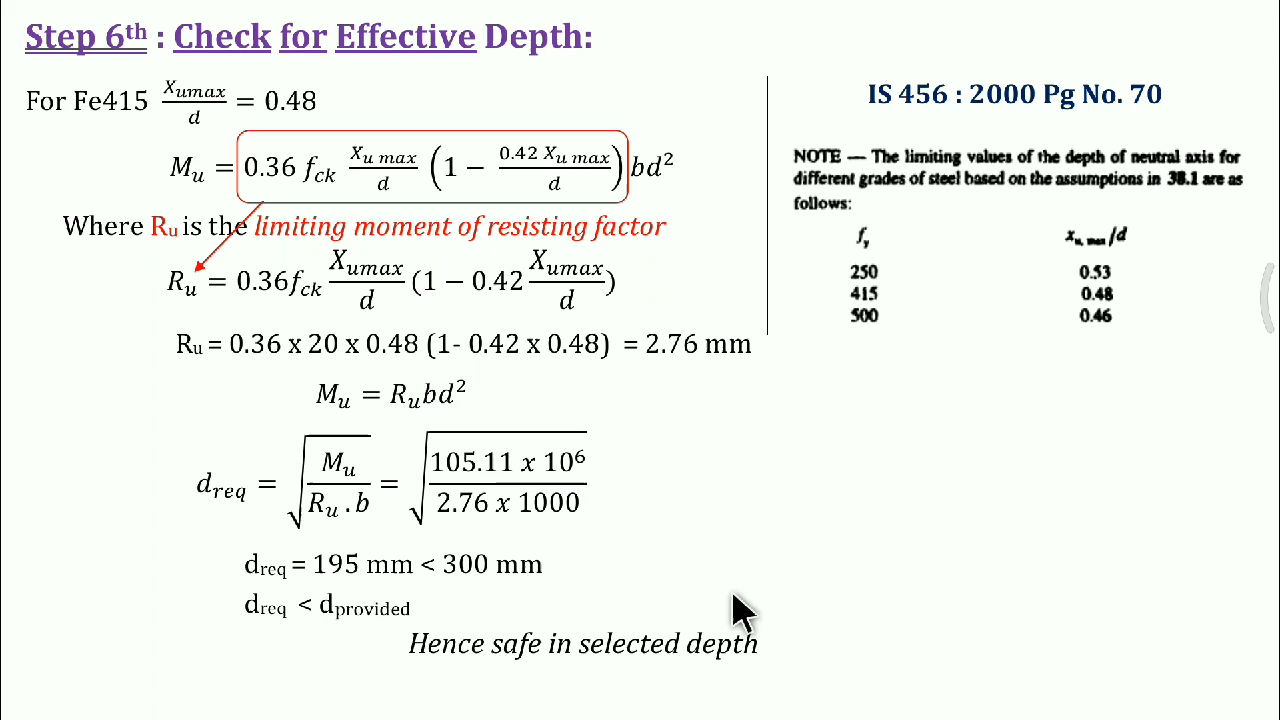 Step 6th : Check for Effective Depth:
For Fe415 Xumax/d = 0.48
Mu = 0.36 fck Xu max/d (1 − 0.42 Xu max/d) bd²
Where Ru is the limiting moment of resisting factor
Ru = 0.36fck Xumax/d (1 − 0.42 Xumax/d)
Ru = 0.36 x 20 x 0.48 (1- 0.42 x 0.48) = 2.76 mm
Mu = Rubd²
dreq = √(Mu/Ru . b) = √(105.11 x 10⁶/2.76 x 1000)
dreq = 195 mm < 300 mm
dreq < dprovided
Hence safe in selected depth
IS 456 : 2000 Pg No. 70
NOTE — The limiting values of the depth of neutral axis for
different grades of steel based on the assumptions in 38.1 are as
follows:
fy xu, max/d
250 0.53
415 0.48
500 0.46